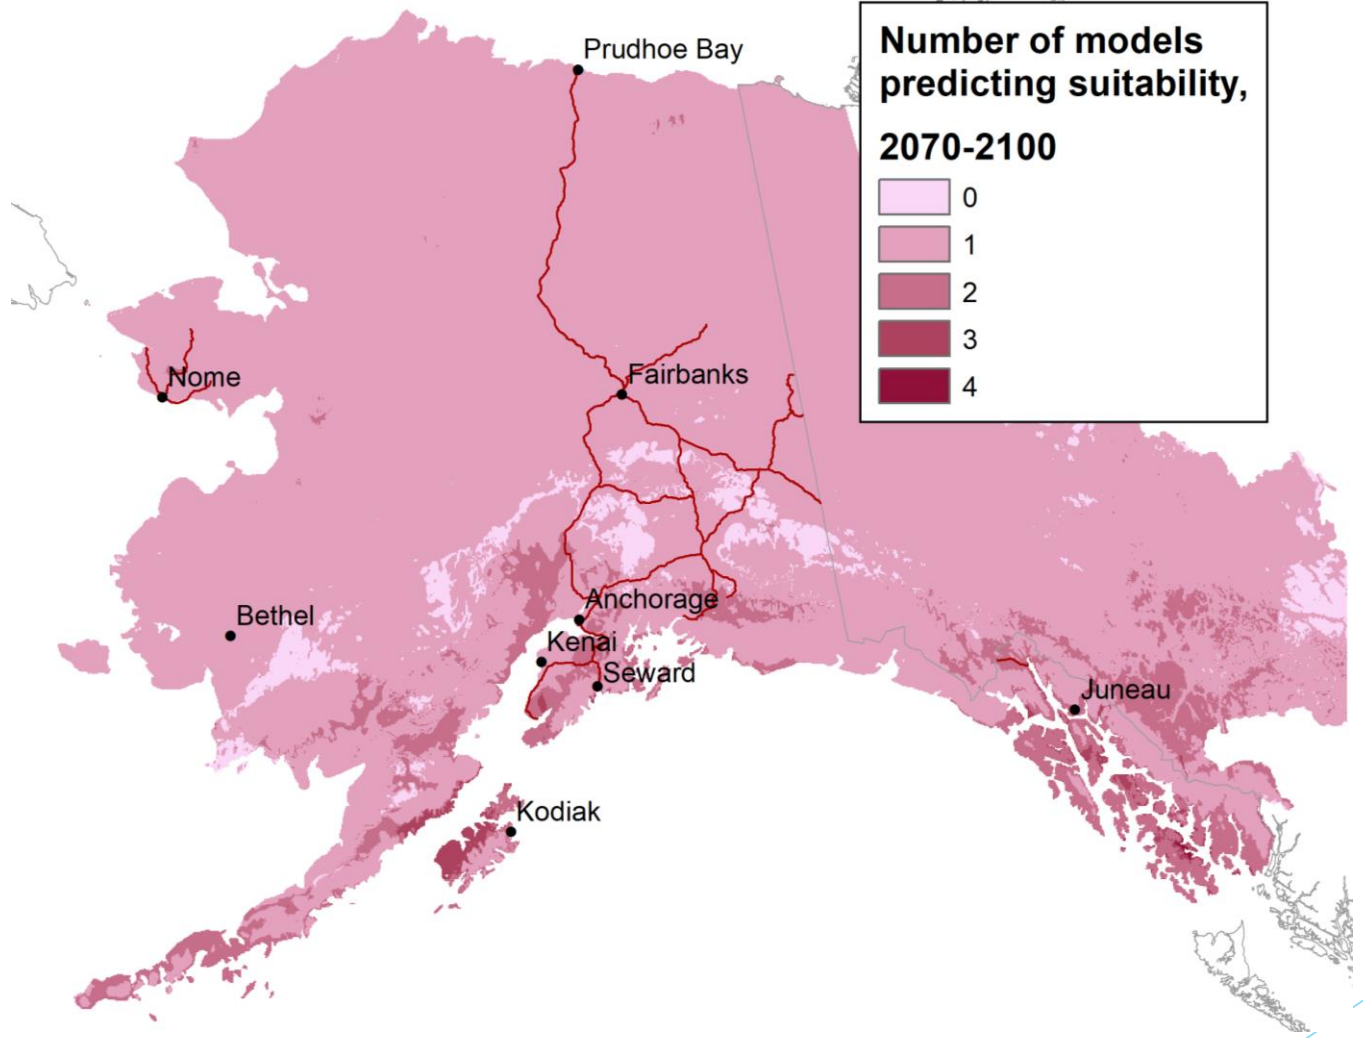 Prudhoe Bay
Number of models
predicting suitability,
2070-2100
0
1
2
3
4
Nome
Fairbanks
Bethel
Anchorage
Kenai
Seward
Juneau
Kodiak